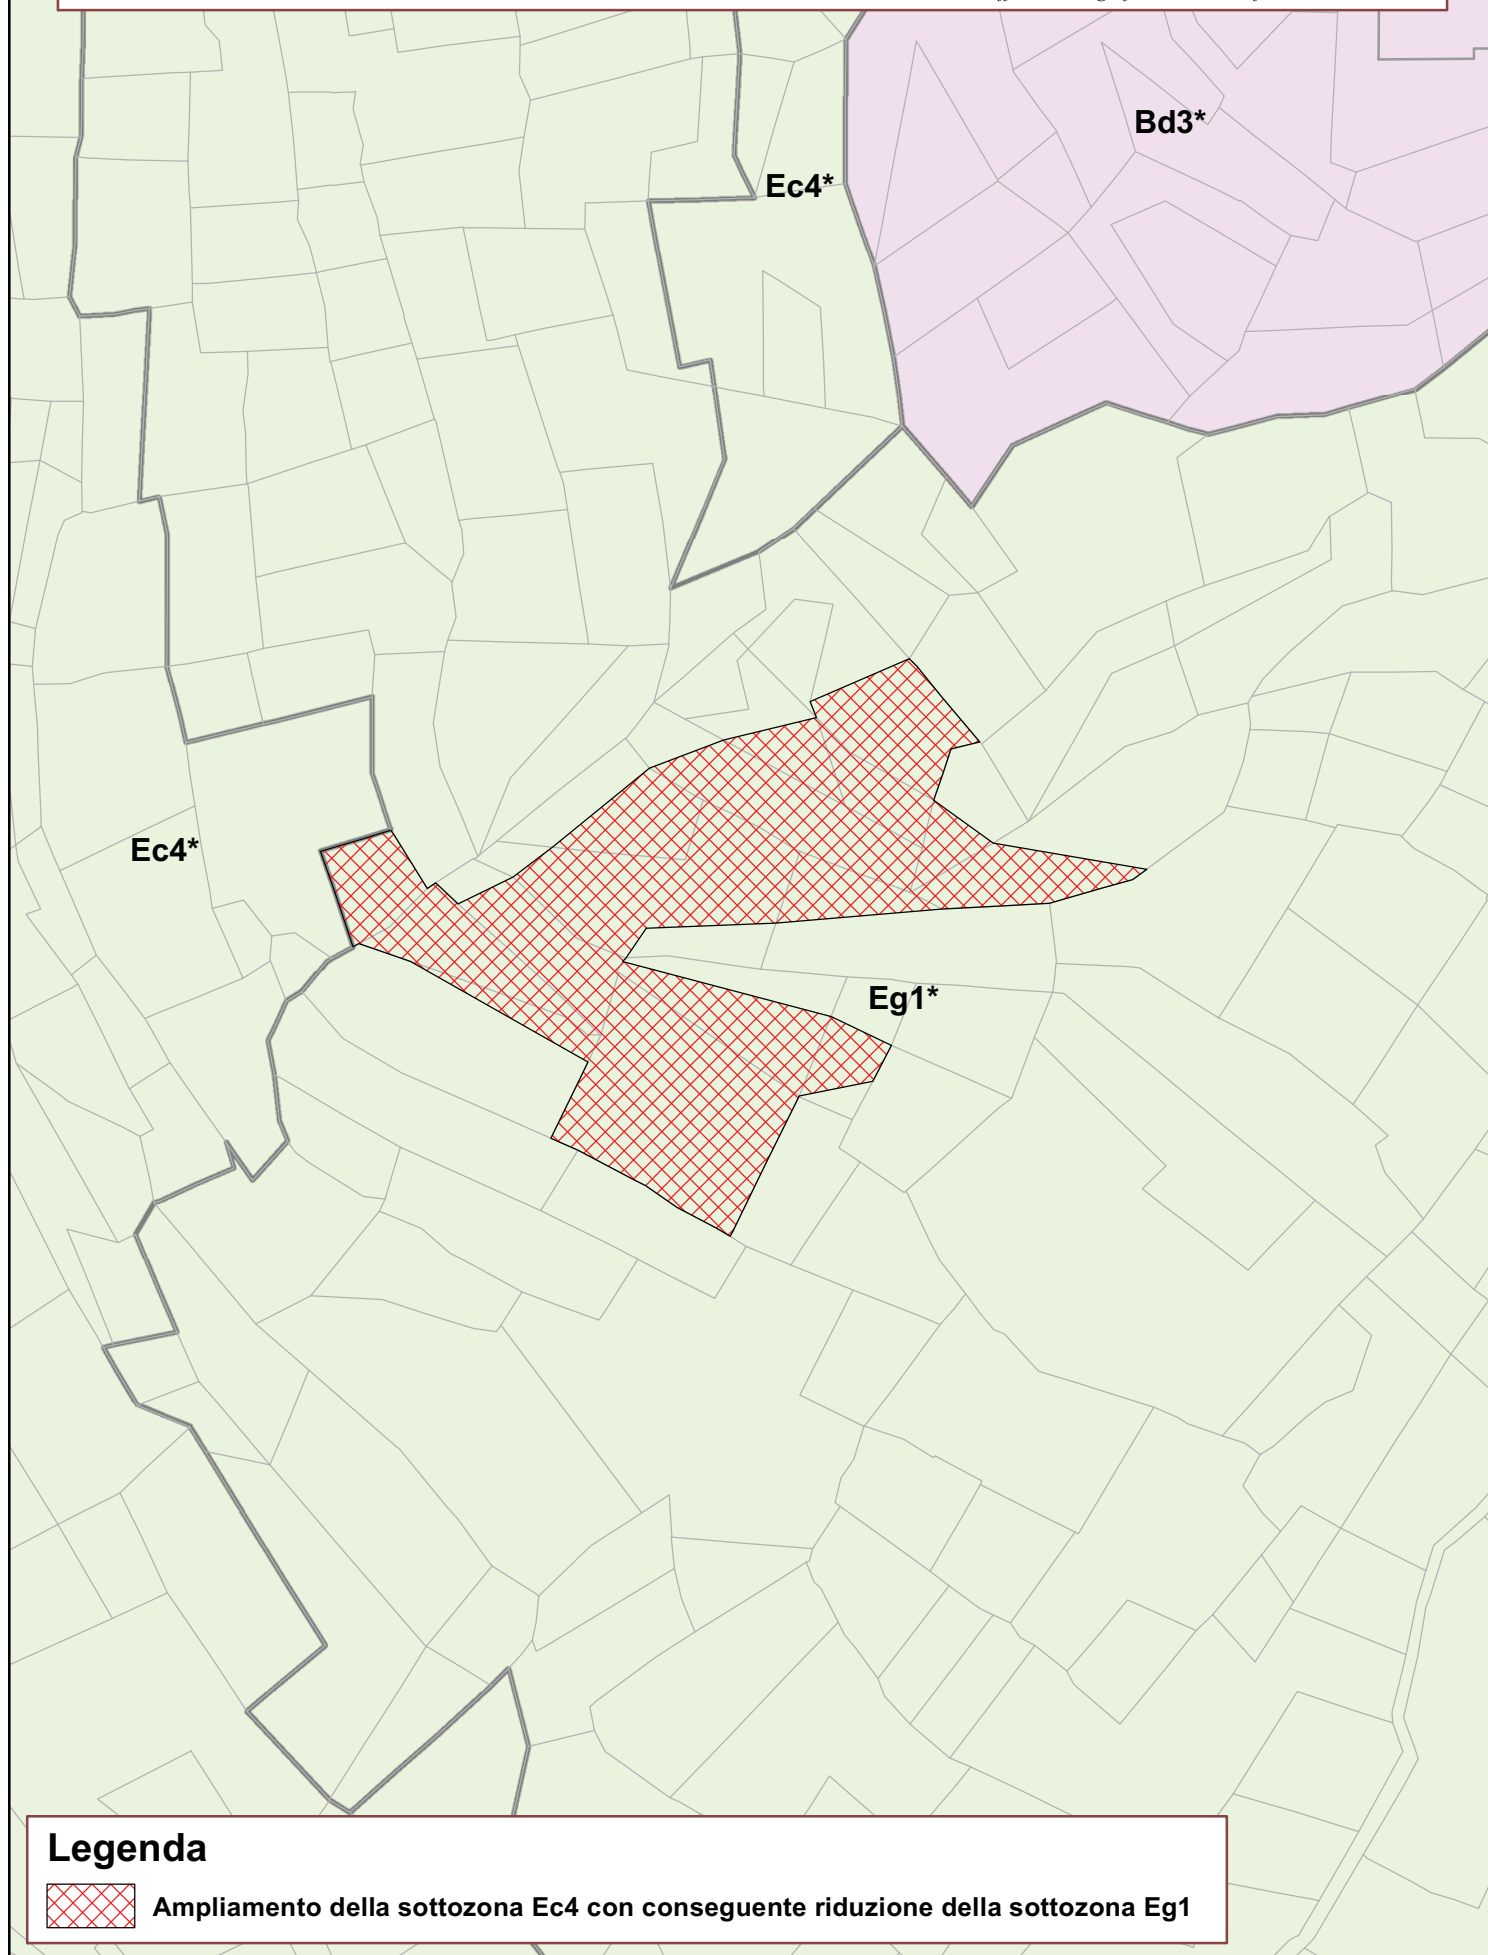 Bd3*
Ec4*
Ec4*
Eg1*
Legenda
Ampliamento della sottozona Ec4 con conseguente riduzione della sottozona Eg1